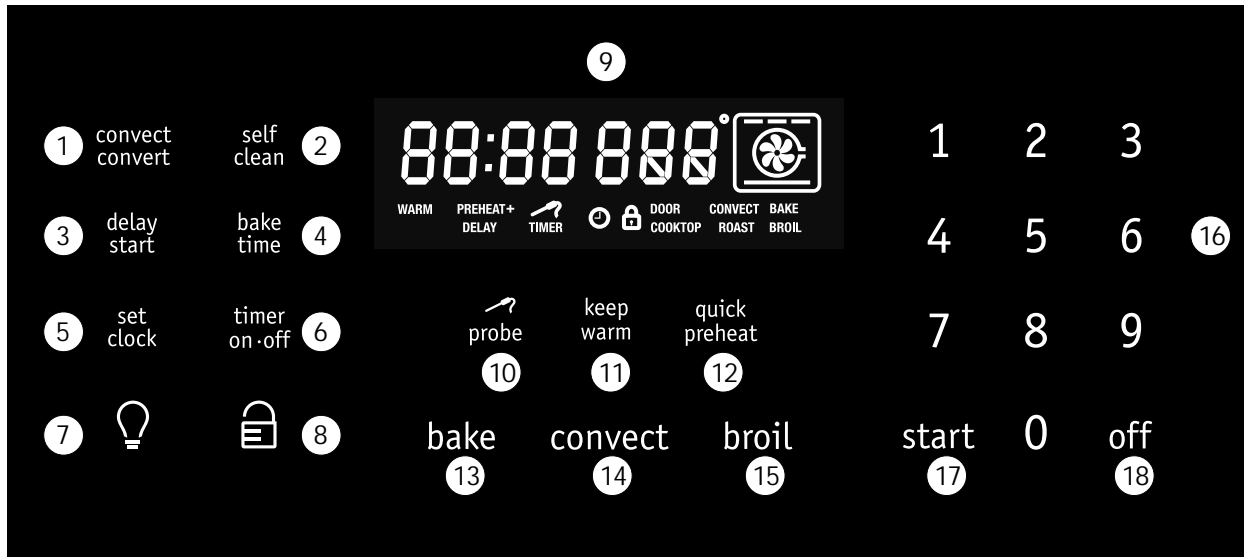 9
1 convect convert
self clean 2
88:88 888°
WARM PREHEAT+ DELAY TIMER DOOR COOKTOP CONVECT ROAST BAKE BROIL
1 2 3
3 delay start
bake time 4
4 5 6
16
5 set clock
timer on·off 6
probe
10
keep warm
11
quick preheat
12
7 8 9
7
8
bake
13
convect
14
broil
15
start
17
0
off
18